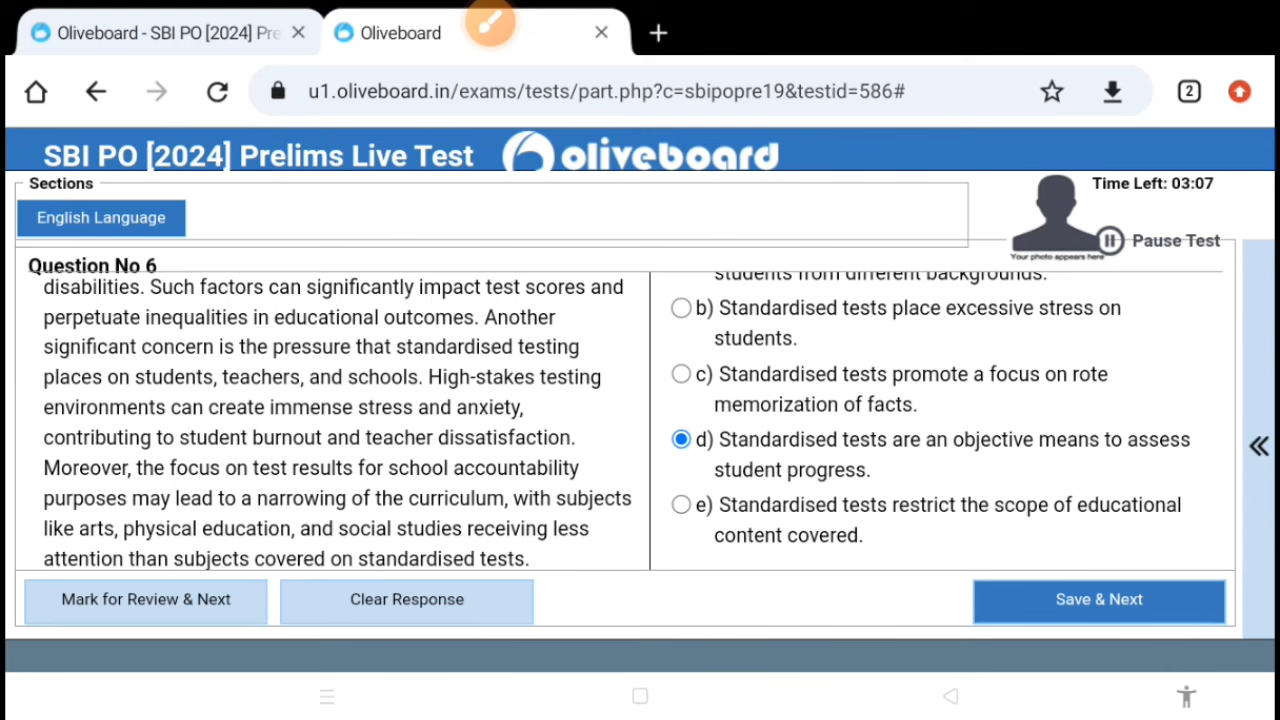 Oliveboard - SBI PO [2024] Pre
Oliveboard
u1.oliveboard.in/exams/tests/part.php?c=sbipopre19&testid=586#
2
SBI PO [2024] Prelims Live Test
oliveboard
Sections
English Language
Time Left: 03:07
Pause Test
Your photo appears here
Question No 6
disabilities. Such factors can significantly impact test scores and
perpetuate inequalities in educational outcomes. Another
significant concern is the pressure that standardised testing
places on students, teachers, and schools. High-stakes testing
environments can create immense stress and anxiety,
contributing to student burnout and teacher dissatisfaction.
Moreover, the focus on test results for school accountability
purposes may lead to a narrowing of the curriculum, with subjects
like arts, physical education, and social studies receiving less
attention than subjects covered on standardised tests.
students from different backgrounds.
b) Standardised tests place excessive stress on
students.
c) Standardised tests promote a focus on rote
memorization of facts.
d) Standardised tests are an objective means to assess
student progress.
e) Standardised tests restrict the scope of educational
content covered.
Mark for Review & Next
Clear Response
Save & Next